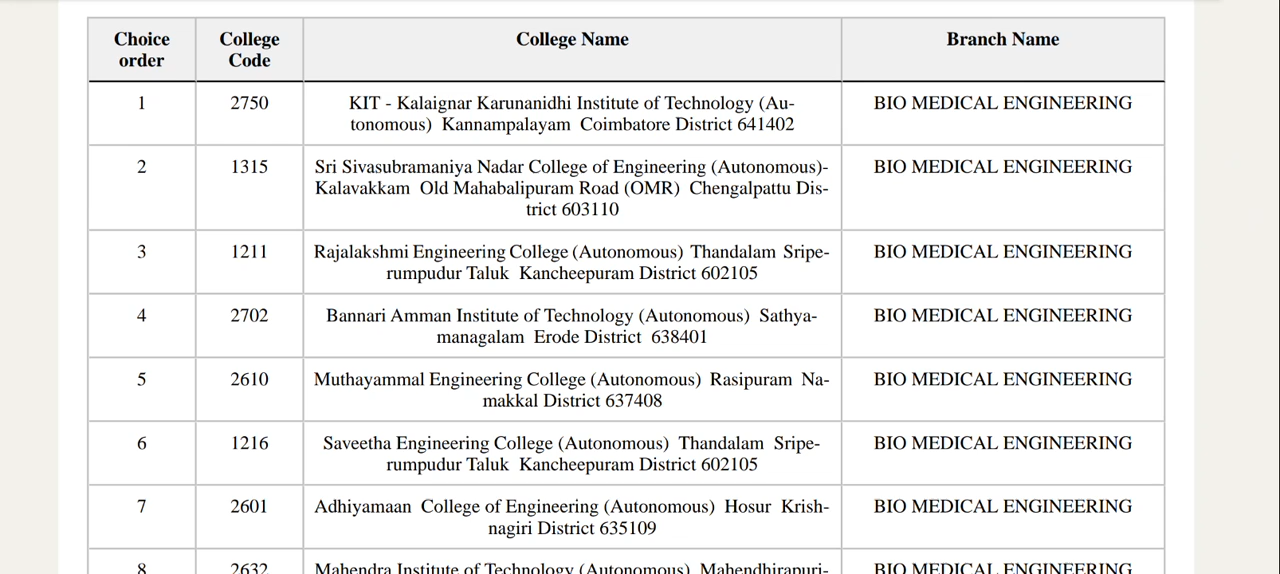 Choice order College Code College Name Branch Name
1 2750 KIT - Kalaignar Karunanidhi Institute of Technology (Au- BIO MEDICAL ENGINEERING
tonomous) Kannampalayam Coimbatore District 641402
2 1315 Sri Sivasubramaniya Nadar College of Engineering (Autonomous)- BIO MEDICAL ENGINEERING
Kalavakkam Old Mahabalipuram Road (OMR) Chengalpattu Dis-
trict 603110
3 1211 Rajalakshmi Engineering College (Autonomous) Thandalam Sripe- BIO MEDICAL ENGINEERING
rumpudur Taluk Kancheepuram District 602105
4 2702 Bannari Amman Institute of Technology (Autonomous) Sathya- BIO MEDICAL ENGINEERING
managalam Erode District 638401
5 2610 Muthayammal Engineering College (Autonomous) Rasipuram Na- BIO MEDICAL ENGINEERING
makkal District 637408
6 1216 Saveetha Engineering College (Autonomous) Thandalam Sripe- BIO MEDICAL ENGINEERING
rumpudur Taluk Kancheepuram District 602105
7 2601 Adhiyamaan College of Engineering (Autonomous) Hosur Krish- BIO MEDICAL ENGINEERING
nagiri District 635109
8 2632 Mahendra Institute of Technology (Autonomous) Mahendhirapuri- BIO MEDICAL ENGINEERING